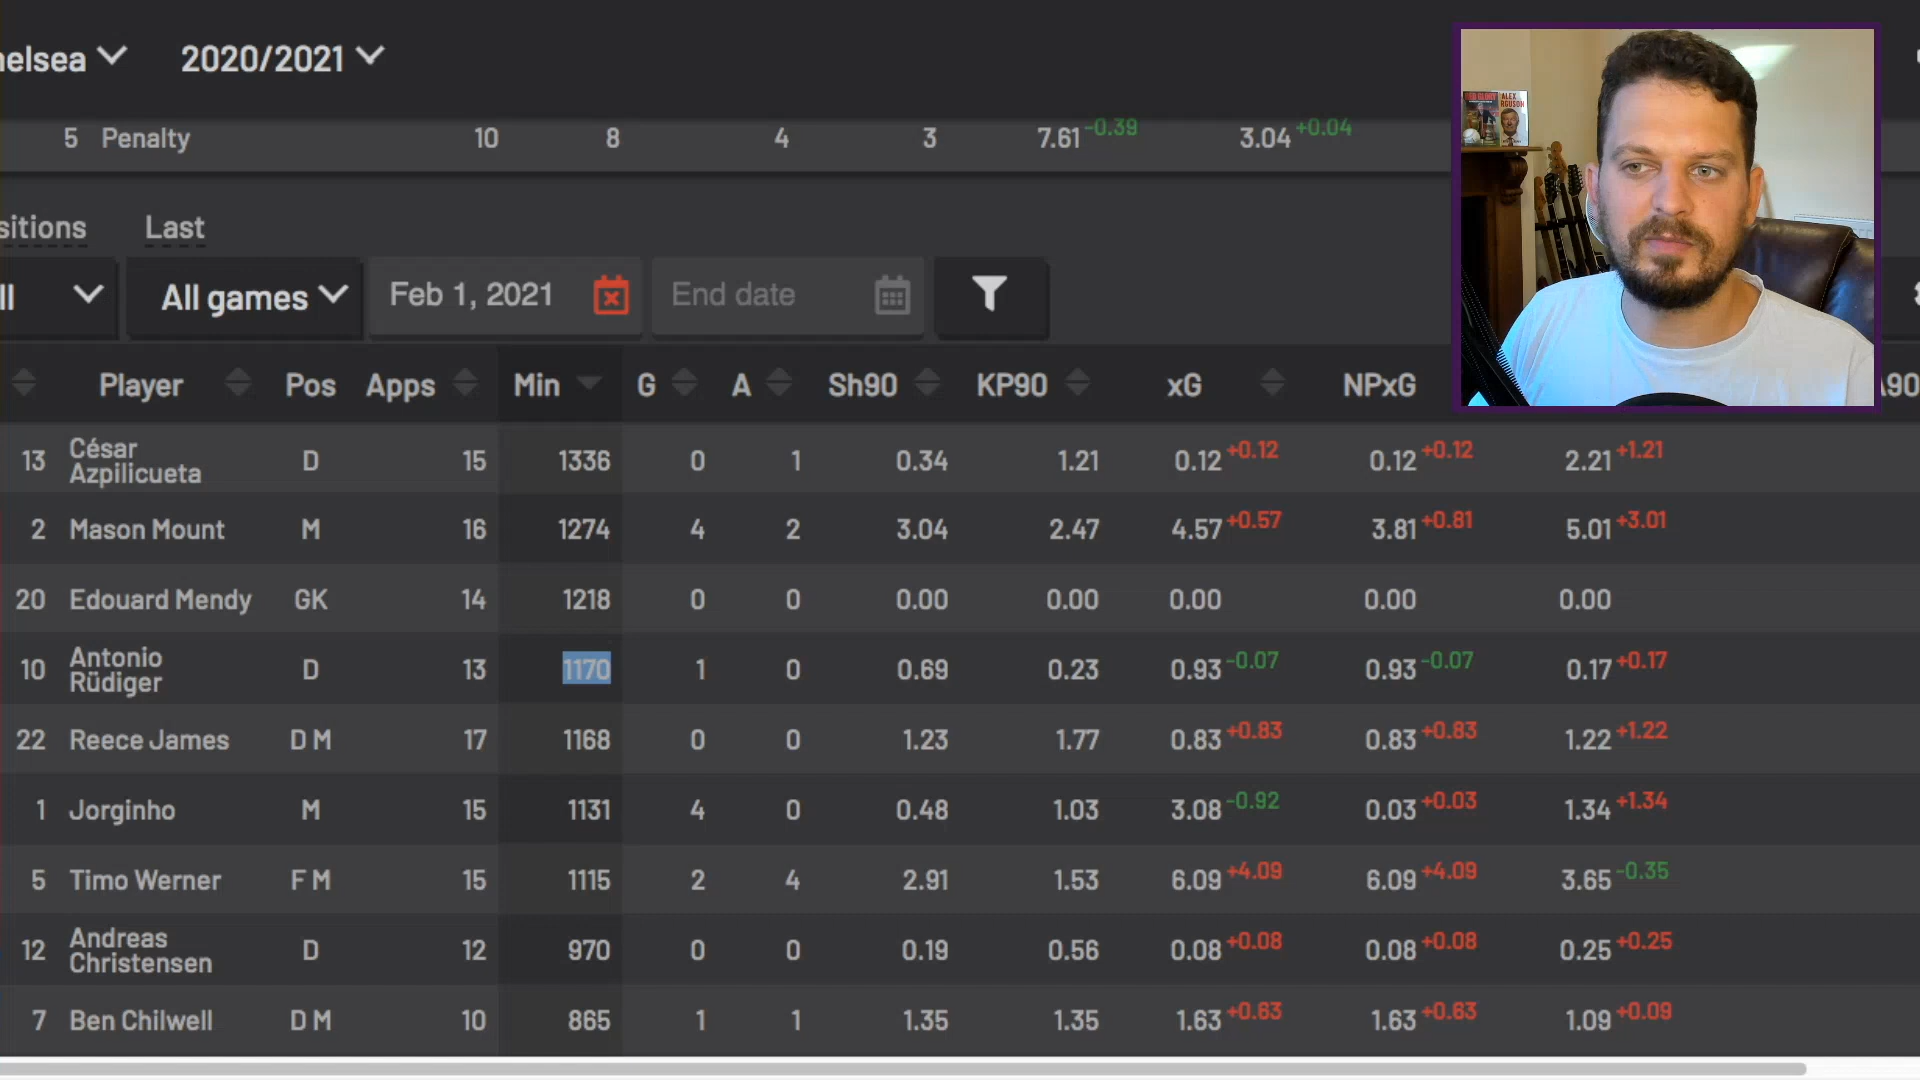 helsea 2020/2021
5 Penalty 10 8 4 3 7.61 -0.39 3.04 +0.04
sitions Last
ll All games Feb 1, 2021 End date
Player Pos Apps Min G A Sh90 KP90 xG NPxG A90
13 César Azpilicueta D 15 1336 0 1 0.34 1.21 0.12 +0.12 0.12 +0.12 2.21 +1.21
2 Mason Mount M 16 1274 4 2 3.04 2.47 4.57 +0.57 3.81 +0.81 5.01 +3.01
20 Edouard Mendy GK 14 1218 0 0 0.00 0.00 0.00 0.00 0.00
10 Antonio Rüdiger D 13 1170 1 0 0.69 0.23 0.93 -0.07 0.93 -0.07 0.17 +0.17
22 Reece James D M 17 1168 0 0 1.23 1.77 0.83 +0.83 0.83 +0.83 1.22 +1.22
1 Jorginho M 15 1131 4 0 0.48 1.03 3.08 -0.92 0.03 +0.03 1.34 +1.34
5 Timo Werner F M 15 1115 2 4 2.91 1.53 6.09 +4.09 6.09 +4.09 3.65 -0.35
12 Andreas Christensen D 12 970 0 0 0.19 0.56 0.08 +0.08 0.08 +0.08 0.25 +0.25
7 Ben Chilwell D M 10 865 1 1 1.35 1.35 1.63 +0.63 1.63 +0.63 1.09 +0.09
ALEX